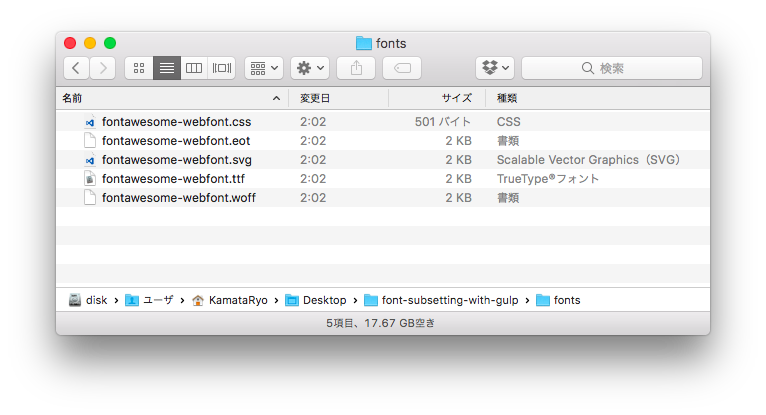 fonts
検索
名前 変更日 サイズ 種類
fontawesome-webfont.css 2:02 501 バイト CSS
fontawesome-webfont.eot 2:02 2 KB 書類
fontawesome-webfont.svg 2:02 2 KB Scalable Vector Graphics（SVG）
fontawesome-webfont.ttf 2:02 2 KB TrueType®フォント
fontawesome-webfont.woff 2:02 2 KB 書類
disk › ユーザ › KamataRyo › Desktop › font-subsetting-with-gulp › fonts
5項目、17.67 GB空き